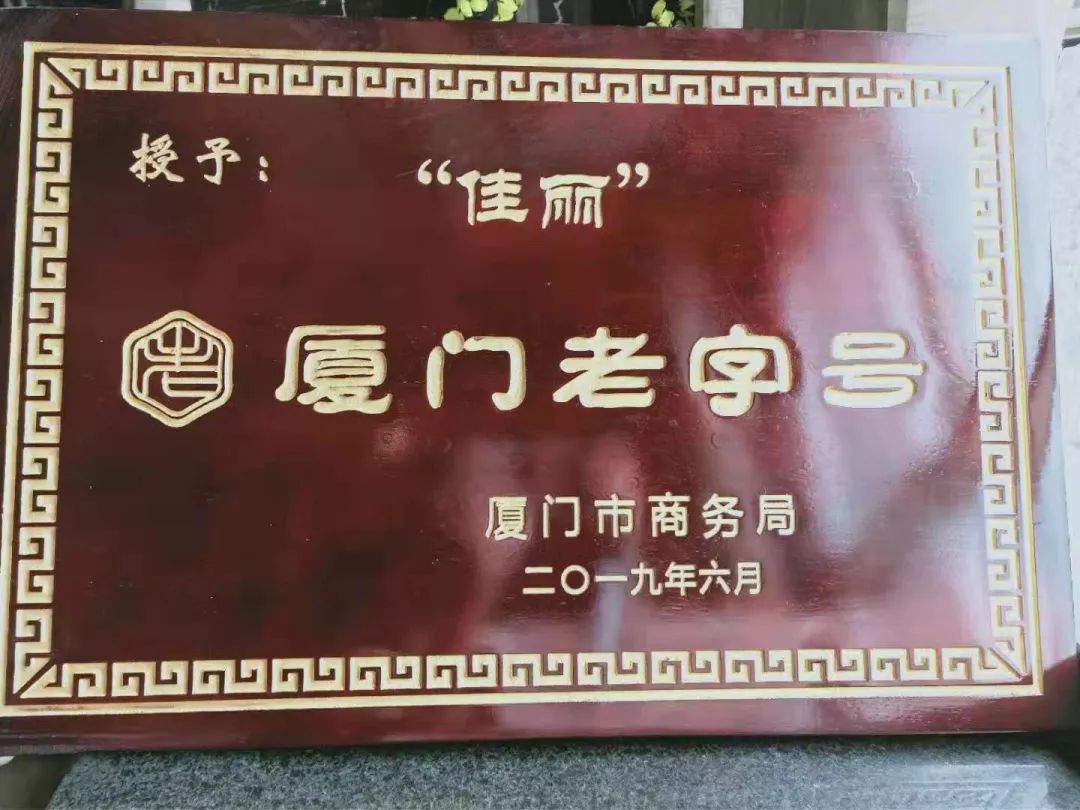 授予：
“佳丽”
厦门老字号
厦门市商务局
二〇一九年六月